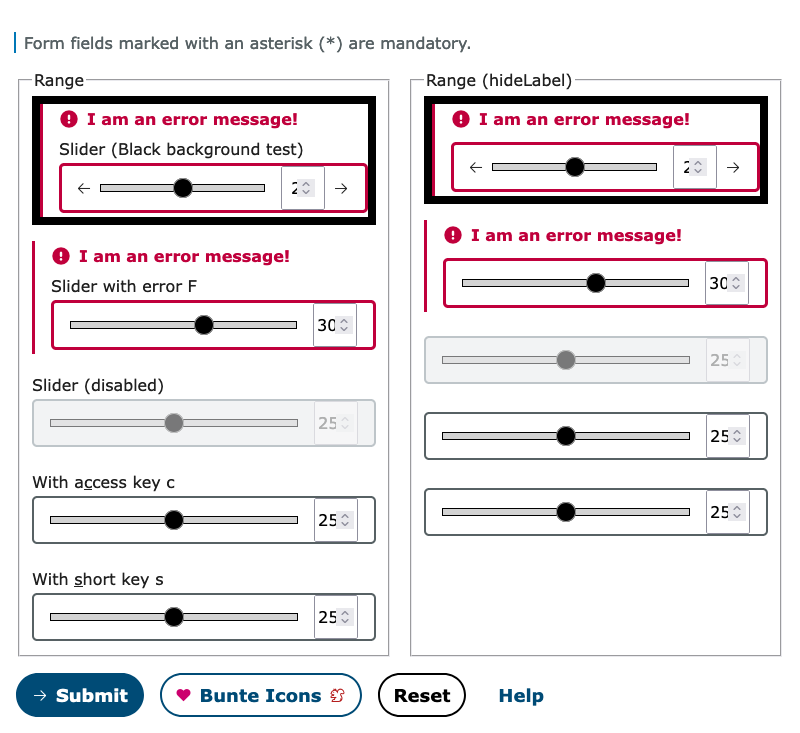 Form fields marked with an asterisk (*) are mandatory.
Range
I am an error message!
Slider (Black background test)
I am an error message!
Slider with error F
30
Slider (disabled)
25
With access key c
25
With short key s
25
Range (hideLabel)
I am an error message!
I am an error message!
30
25
25
25
Submit
Bunte Icons
Reset
Help